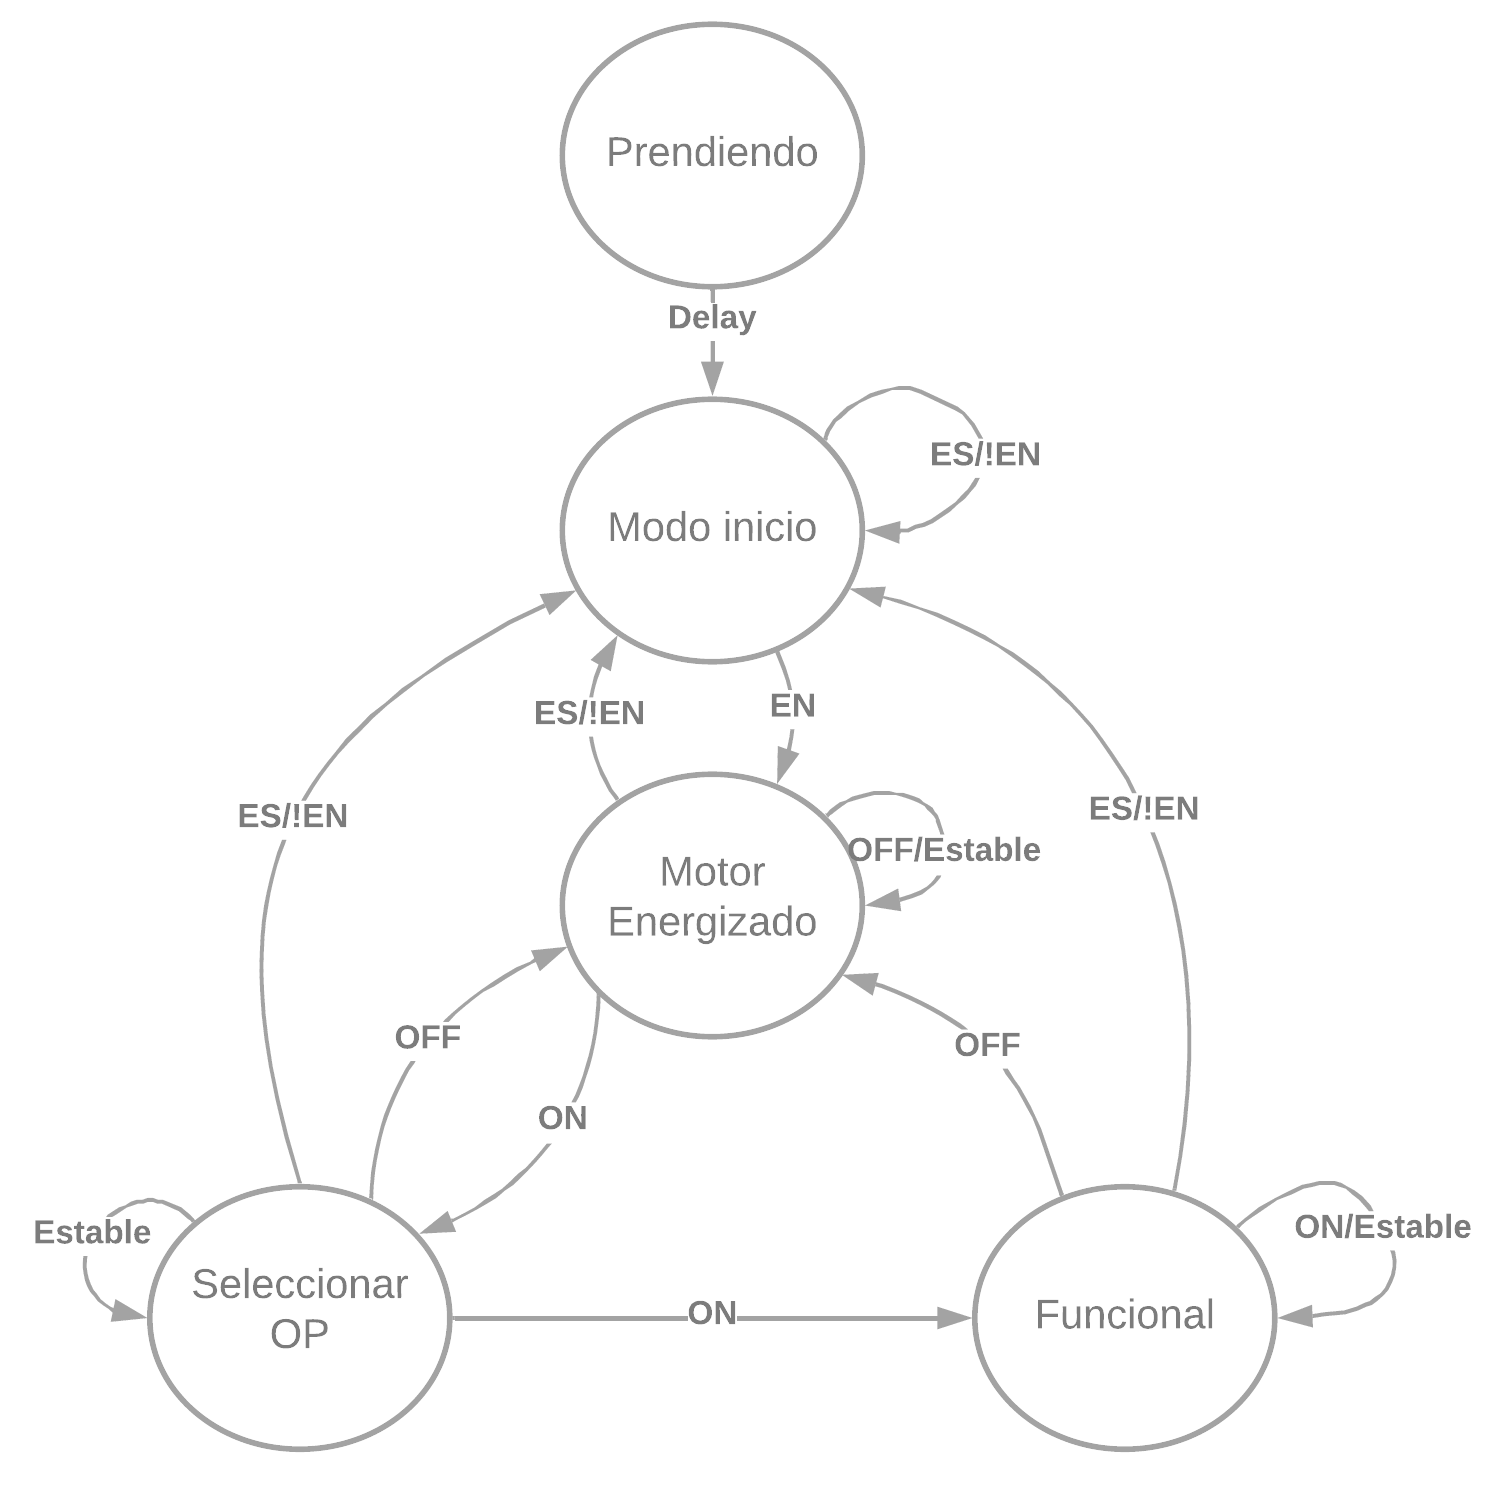 Prendiendo
Delay
ES/!EN
Modo inicio
ES/!EN
EN
ES/!EN
ES/!EN
OFF/Estable
Motor
Energizado
OFF
OFF
ON
Estable
ON/Estable
Seleccionar
OP
ON
Funcional